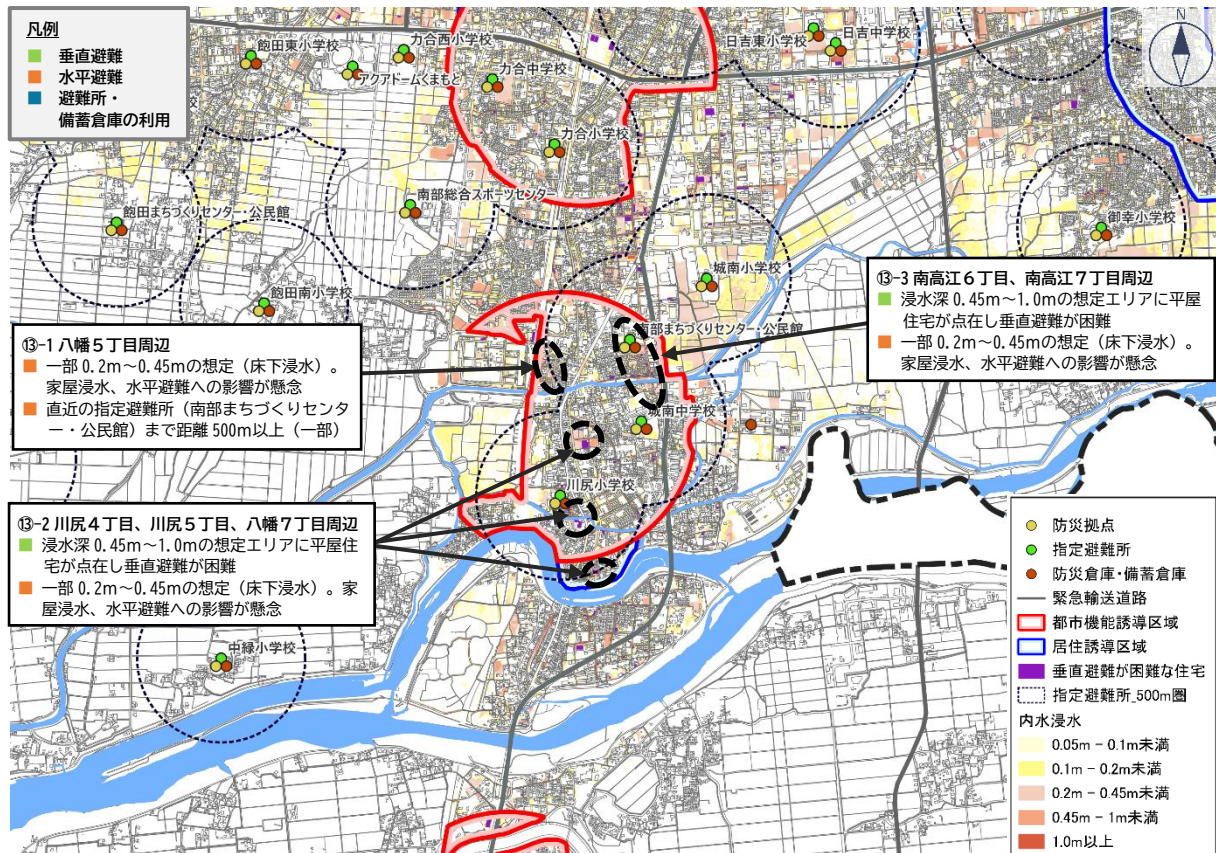 凡例
垂直避難
水平避難
避難所・
備蓄倉庫の利用
飽田東小学校
力合西小学校
アクアドームくまもと
力合中学校
日吉東小学校
日吉中学校
N
力合小学校
飽田まちづくりセンター・公民館
南部総合スポーツセンター
御幸小学校
飽田南小学校
城南小学校
南部まちづくりセンター・公民館
⑬-3 南高江6丁目、南高江7丁目周辺
浸水深0.45m~1.0mの想定エリアに平屋
住宅が点在し垂直避難が困難
一部0.2m~0.45mの想定（床下浸水）。
家屋浸水、水平避難への影響が懸念
⑬-1 八幡5丁目周辺
一部0.2m~0.45mの想定（床下浸水）。
家屋浸水、水平避難への影響が懸念
直近の指定避難所（南部まちづくりセンタ
ー・公民館）まで距離500m以上（一部）
城南中学校
川尻小学校
⑬-2 川尻4丁目、川尻5丁目、八幡7丁目周辺
浸水深0.45m~1.0mの想定エリアに平屋住
宅が点在し垂直避難が困難
一部0.2m~0.45mの想定（床下浸水）。家
屋浸水、水平避難への影響が懸念
中緑小学校
防災拠点
指定避難所
防災倉庫・備蓄倉庫
緊急輸送道路
都市機能誘導区域
居住誘導区域
垂直避難が困難な住宅
指定避難所_500m圏
内水浸水
0.05m - 0.1m未満
0.1m - 0.2m未満
0.2m - 0.45m未満
0.45m - 1m未満
1.0m以上